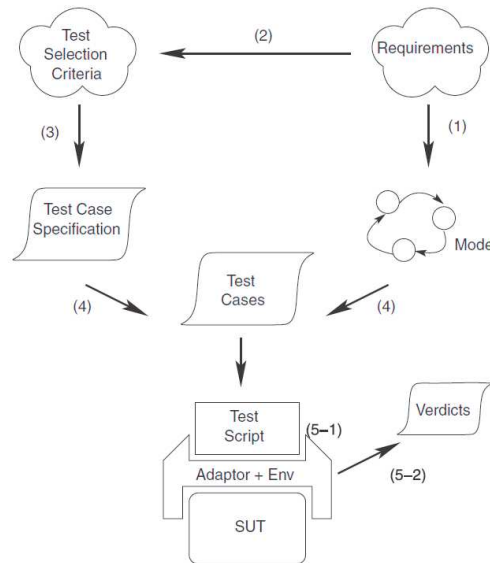 Test
Selection
Criteria
(2)
Requirements
(3)
(1)
Test Case
Specification
Mode
(4)
Test
Cases
(4)
Test
Script
(5–1)
Verdicts
Adaptor + Env
(5–2)
SUT